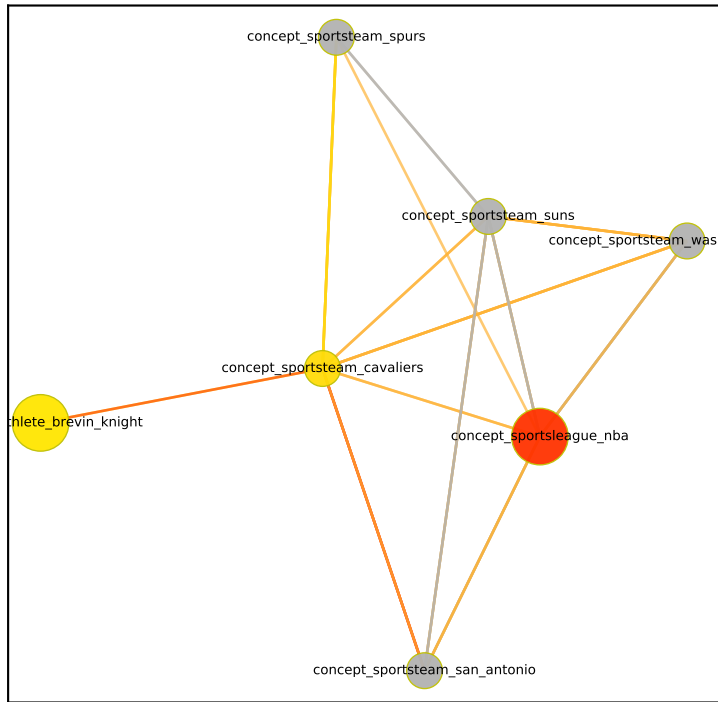 concept_sportsteam_spurs
concept_sportsteam_suns
concept_sportsteam_was
concept_sportsteam_cavaliers
thlete_brevin_knight
concept_sportsleague_nba
concept_sportsteam_san_antonio